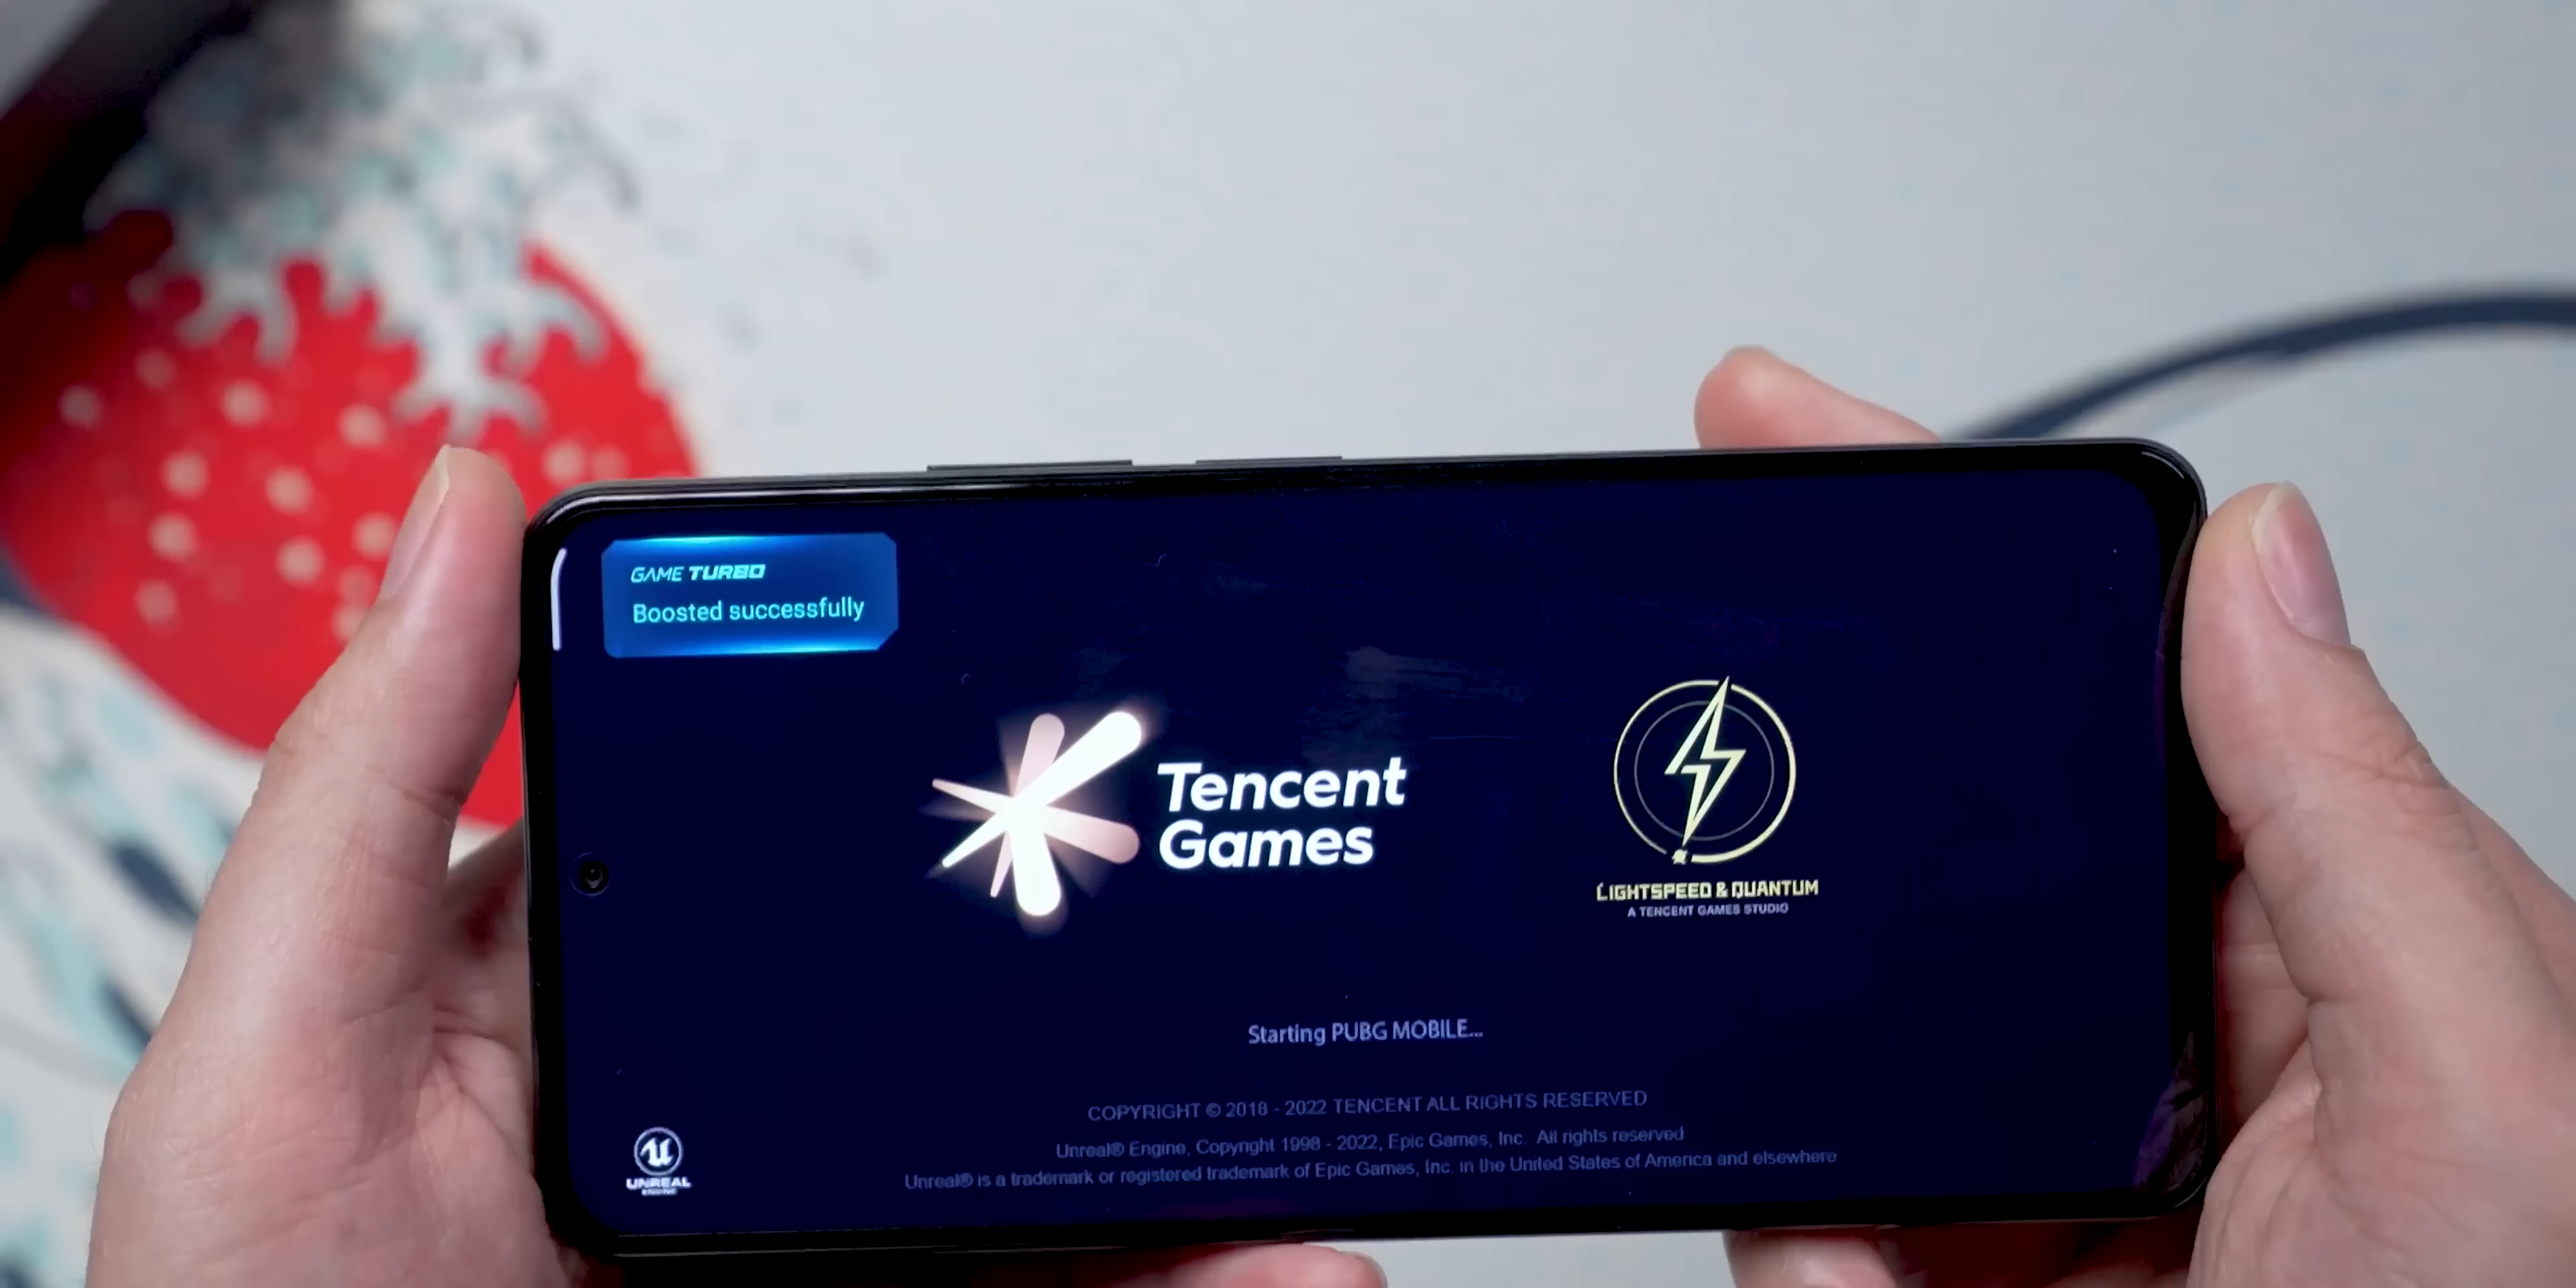 GAME TURBO
Boosted successfully
Tencent
Games
LIGHTSPEED & QUANTUM
A TENCENT GAMES STUDIO
Starting PUBG MOBILE...
COPYRIGHT © 2018 - 2022 TENCENT ALL RIGHTS RESERVED
Unreal® Engine, Copyright 1998 - 2022, Epic Games, Inc. All rights reserved
Unreal® is a trademark or registered trademark of Epic Games, Inc. in the United States of America and elsewhere
UNREAL
ENGINE